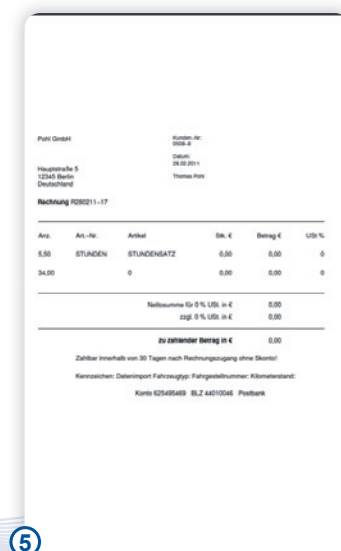 Pohl GmbH
Kunden.-Nr:
0508-8
Datum:
28.02.2011
Hauptstraße 5
12345 Berlin
Deutschland
Thomas Pohl
Rechnung R280211-17
Anz. Art.-Nr. Artikel Stk. € Betrag € USt %
5,50 STUNDEN STUNDENSATZ 0,00 0,00 0
34,00 0 0,00 0,00 0
Nettosumme für 0 % USt. in € 0,00
zzgl. 0 % USt. in € 0,00
zu zahlender Betrag in € 0,00
Zahlbar innerhalb von 30 Tagen nach Rechnungszugang ohne Skonto!
Kennzeichen: Datenimport Fahrzeugtyp: Fahrgestellnummer: Kilometerstand:
Konto 625495469 BLZ 44010046 Postbank
5